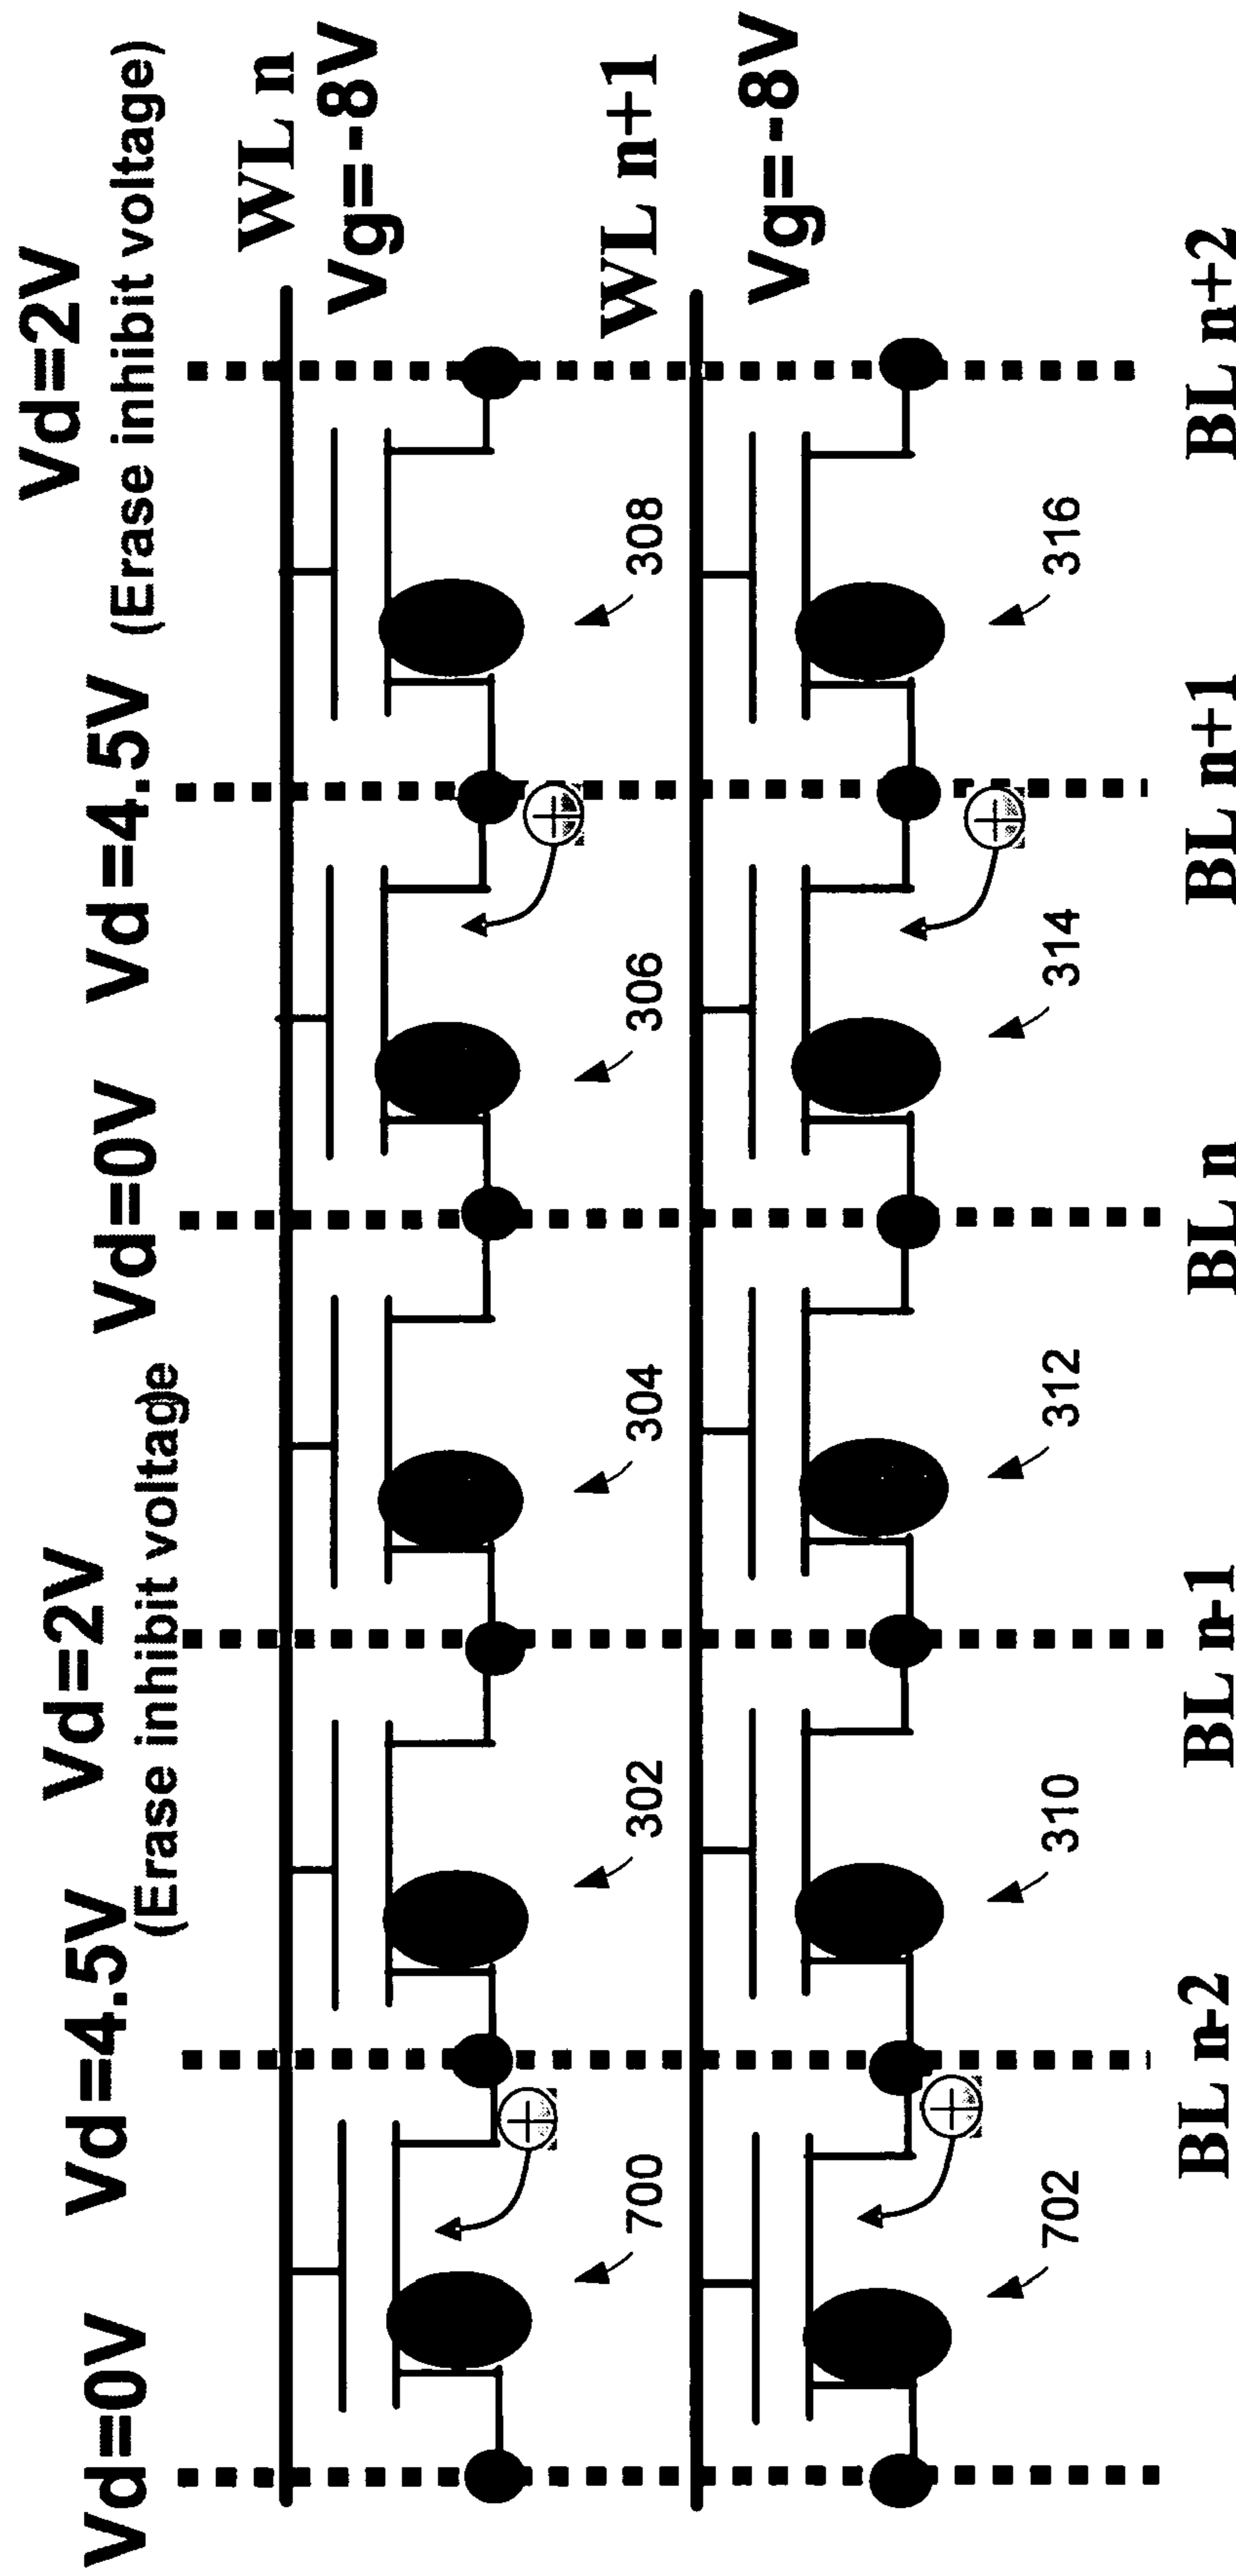 Vd=0V Vd=4.5V Vd=2V Vd=0V Vd=4.5V Vd=2V
(Erase inhibit voltage) (Erase inhibit voltage)
WL n
Vg=-8V
700 302 304 306 308
WL n+1
Vg=-8V
702 310 312 314 316
BL n-2 BL n-1 BL n BL n+1 BL n+2